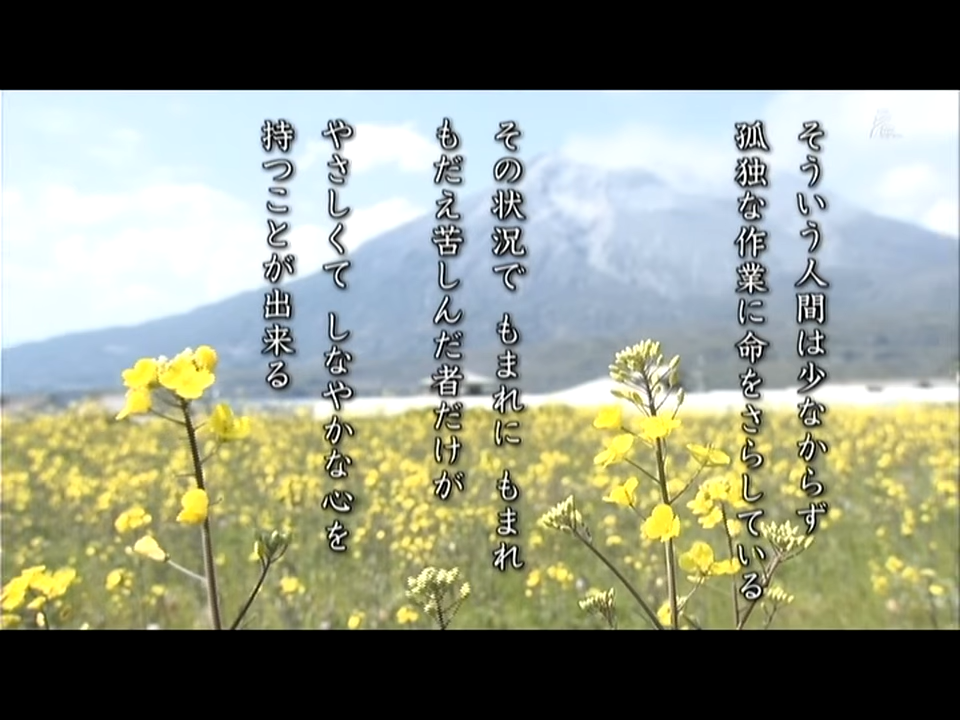 そういう人間は少なからず
孤独な作業に命をさらしている
その状況で もまれに もまれ
もだえ苦しんだ者だけが
やさしくて しなやかな心を
持つことが出来る